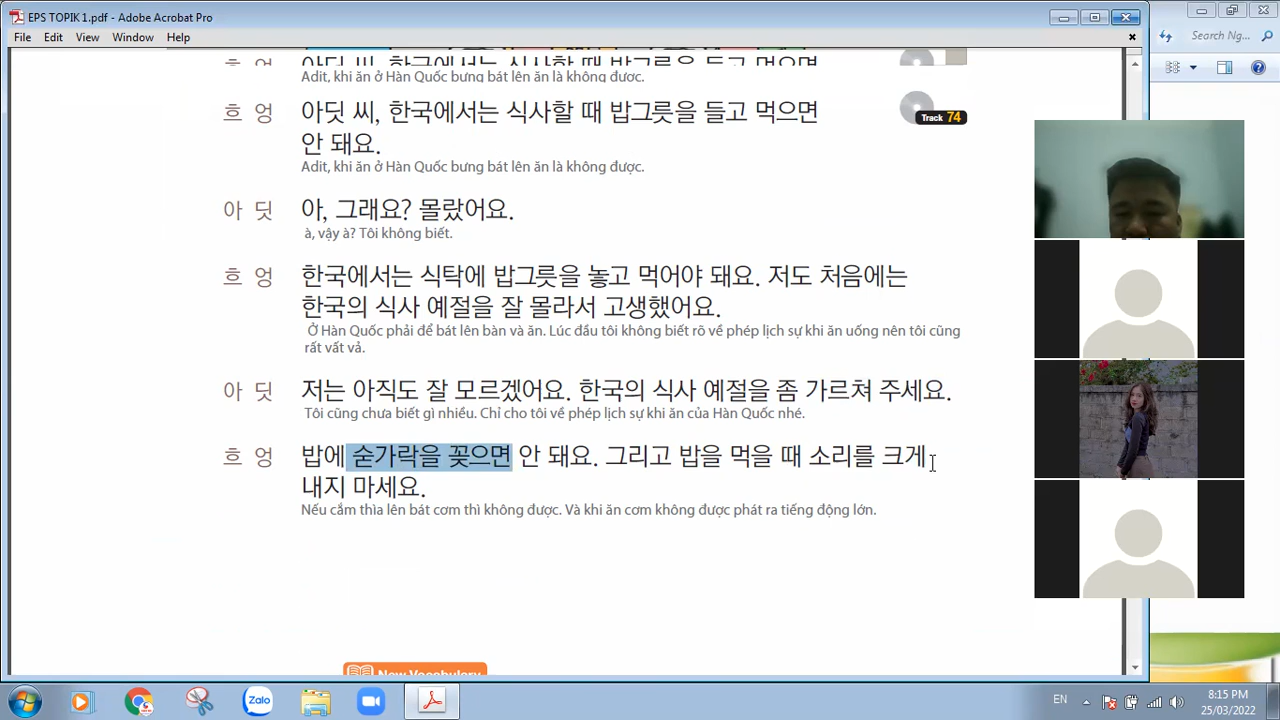 EPS TOPIK 1.pdf - Adobe Acrobat Pro
File Edit View Window Help
Search Ng...
Adit, khi ăn ở Hàn Quốc bưng bát lên ăn là không được.
흐 엉 아딧 씨, 한국에서는 식사할 때 밥그릇을 들고 먹으면
Track 74
안 돼요.
Adit, khi ăn ở Hàn Quốc bưng bát lên ăn là không được.
아 딧 아, 그래요? 몰랐어요.
à, vậy à? Tôi không biết.
흐 엉 한국에서는 식탁에 밥그릇을 놓고 먹어야 돼요. 저도 처음에는
한국의 식사 예절을 잘 몰라서 고생했어요.
Ở Hàn Quốc phải để bát lên bàn và ăn. Lúc đầu tôi không biết rõ về phép lịch sự khi ăn uống nên tôi cũng
rất vất vả.
아 딧 저는 아직도 잘 모르겠어요. 한국의 식사 예절을 좀 가르쳐 주세요.
Tôi cũng chưa biết gì nhiều. Chỉ cho tôi về phép lịch sự khi ăn của Hàn Quốc nhé.
흐 엉 밥에 숟가락을 꽂으면 안 돼요. 그리고 밥을 먹을 때 소리를 크게
내지 마세요.
Nếu cắm thìa lên bát cơm thì không được. Và khi ăn cơm không được phát ra tiếng động lớn.
New Vocabulary
Zalo
EN
8:15 PM
25/03/2022